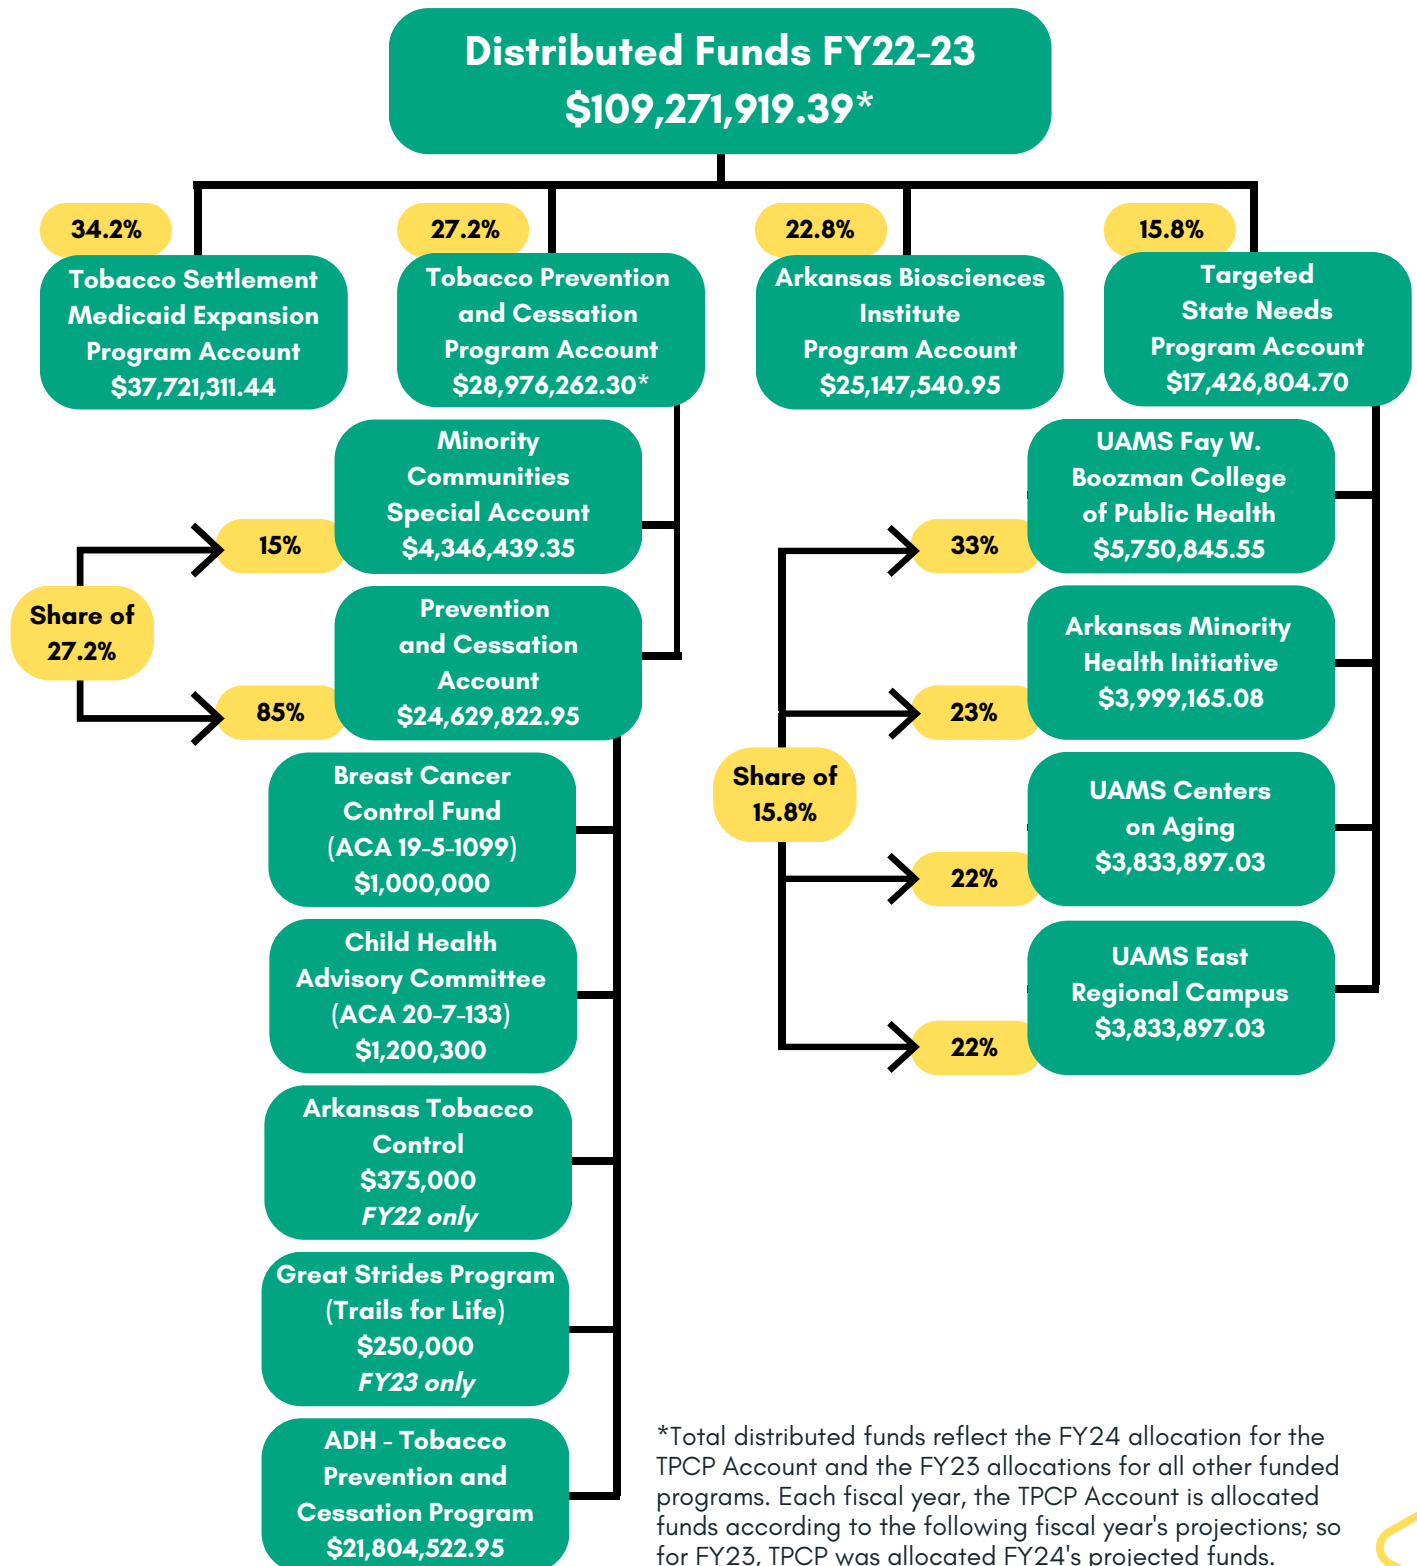 Distributed Funds FY22-23
$109,271,919.39*
34.2%
Tobacco Settlement
Medicaid Expansion
Program Account
$37,721,311.44
27.2%
Tobacco Prevention
and Cessation
Program Account
$28,976,262.30*
22.8%
Arkansas Biosciences
Institute
Program Account
$25,147,540.95
15.8%
Targeted
State Needs
Program Account
$17,426,804.70
Share of
27.2%
15%
Minority
Communities
Special Account
$4,346,439.35
85%
Prevention
and Cessation
Account
$24,629,822.95
Breast Cancer
Control Fund
(ACA 19-5-1099)
$1,000,000
Child Health
Advisory Committee
(ACA 20-7-133)
$1,200,300
Arkansas Tobacco
Control
$375,000
FY22 only
Great Strides Program
(Trails for Life)
$250,000
FY23 only
ADH - Tobacco
Prevention and
Cessation Program
$21,804,522.95
Share of
15.8%
33%
UAMS Fay W.
Boozman College
of Public Health
$5,750,845.55
23%
Arkansas Minority
Health Initiative
$3,999,165.08
22%
UAMS Centers
on Aging
$3,833,897.03
22%
UAMS East
Regional Campus
$3,833,897.03
*Total distributed funds reflect the FY24 allocation for the
TPCP Account and the FY23 allocations for all other funded
programs. Each fiscal year, the TPCP Account is allocated
funds according to the following fiscal year's projections; so
for FY23, TPCP was allocated FY24's projected funds.